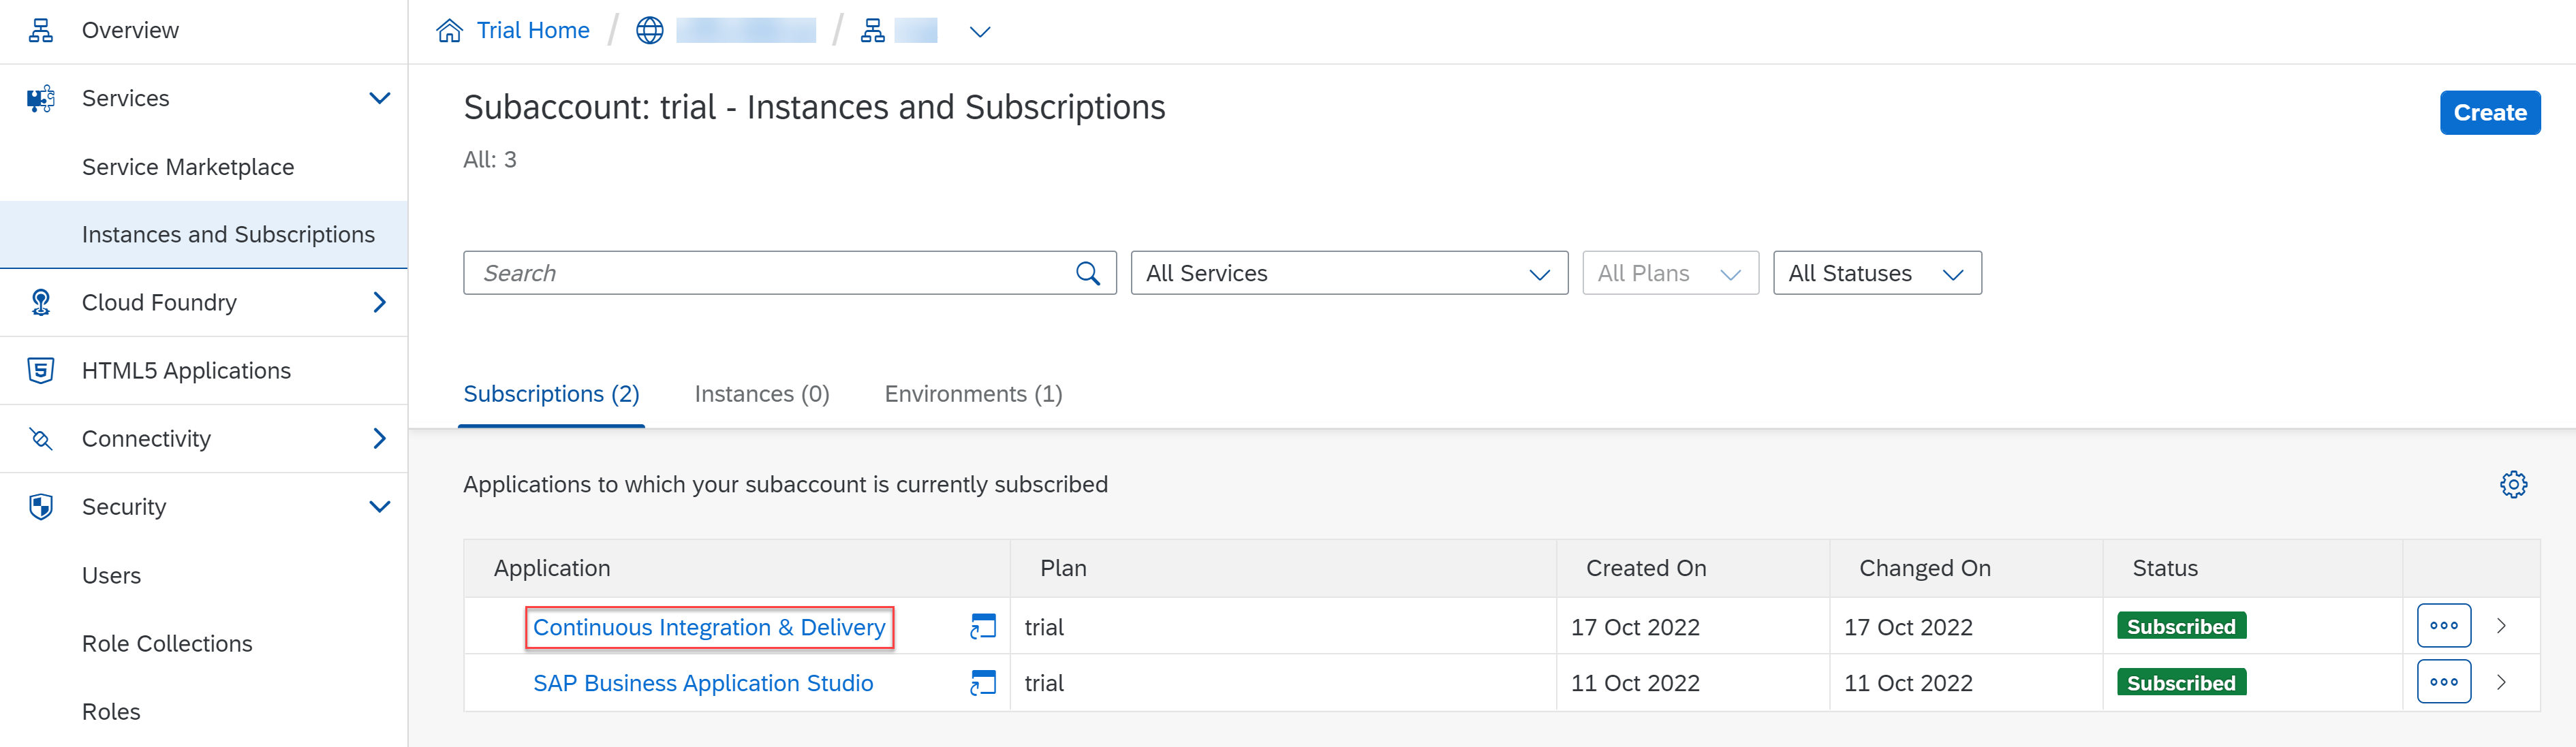 Overview
Services
Service Marketplace
Instances and Subscriptions
Cloud Foundry
HTML5 Applications
Connectivity
Security
Users
Role Collections
Roles
Trial Home / /
Subaccount: trial - Instances and Subscriptions
Create
All: 3
Search
All Services
All Plans
All Statuses
Subscriptions (2) Instances (0) Environments (1)
Applications to which your subaccount is currently subscribed
Application Plan Created On Changed On Status
Continuous Integration & Delivery trial 17 Oct 2022 17 Oct 2022 Subscribed
SAP Business Application Studio trial 11 Oct 2022 11 Oct 2022 Subscribed